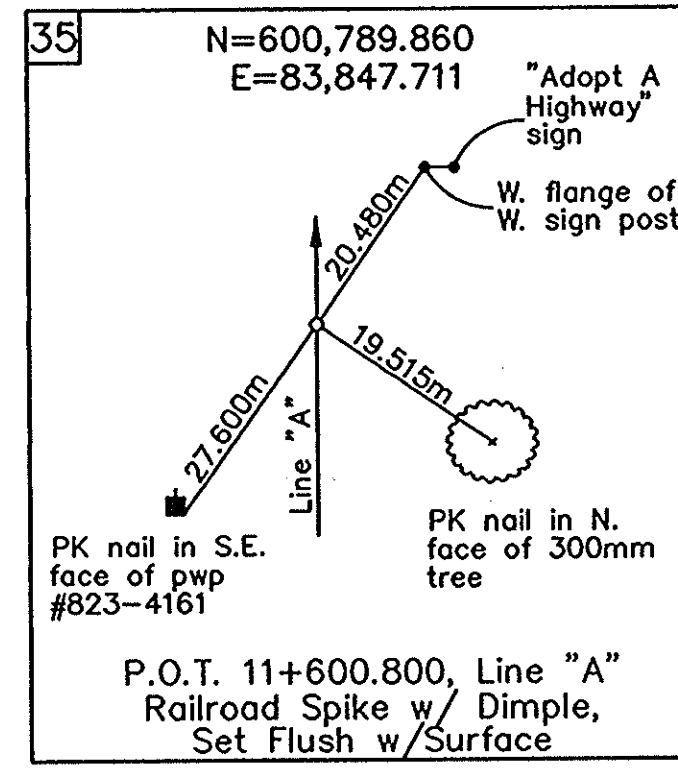 35
N=600,789.860
E=83,847.711
"Adopt A
Highway"
sign
W. flange of
W. sign post
20.480m
19.515m
27.600m
Line "A"
PK nail in S.E.
face of pwp
#823-4161
PK nail in N.
face of 300mm
tree
P.O.T. 11+600.800, Line "A"
Railroad Spike w/ Dimple,
Set Flush w/Surface